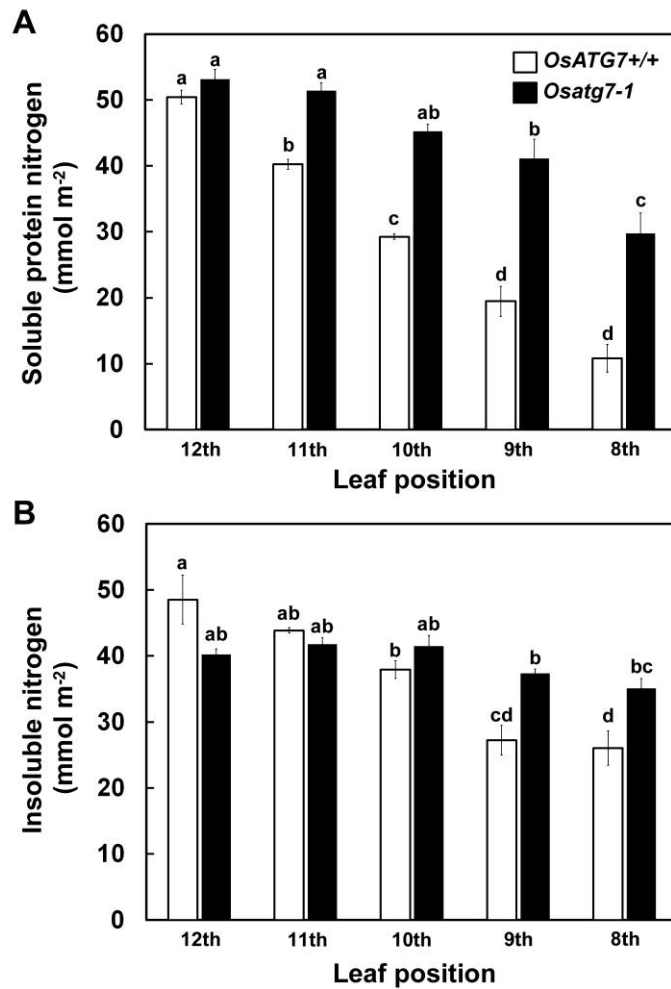 A
Soluble protein nitrogen
(mmol m-2)
60
50
40
30
20
10
0
OsATG7+/+
Osatg7-1
a
a
b
a
c
ab
d
b
d
c
12th
11th
10th
9th
8th
Leaf position
B
Insoluble nitrogen
(mmol m-2)
60
50
40
30
20
10
0
a
ab
ab
ab
b
ab
cd
b
d
bc
12th
11th
10th
9th
8th
Leaf position